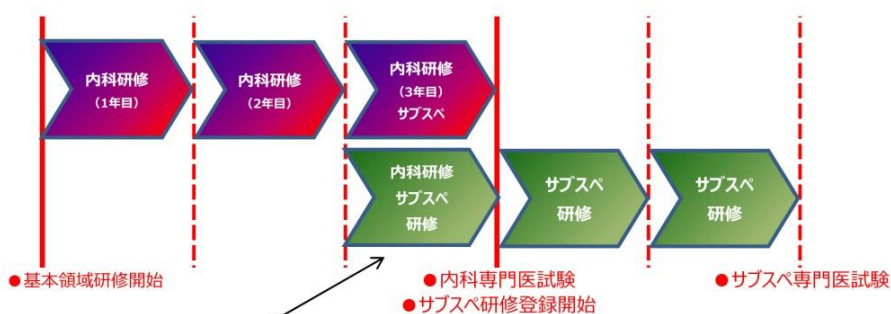 内科研修
（1年目）
内科研修
（2年目）
内科研修
（3年目）
サブスペ
内科研修
サブスペ
研修
サブスペ
研修
サブスペ
研修
●基本領域研修開始
●内科専門医試験
●サブスペ研修登録開始
●サブスペ専門医試験